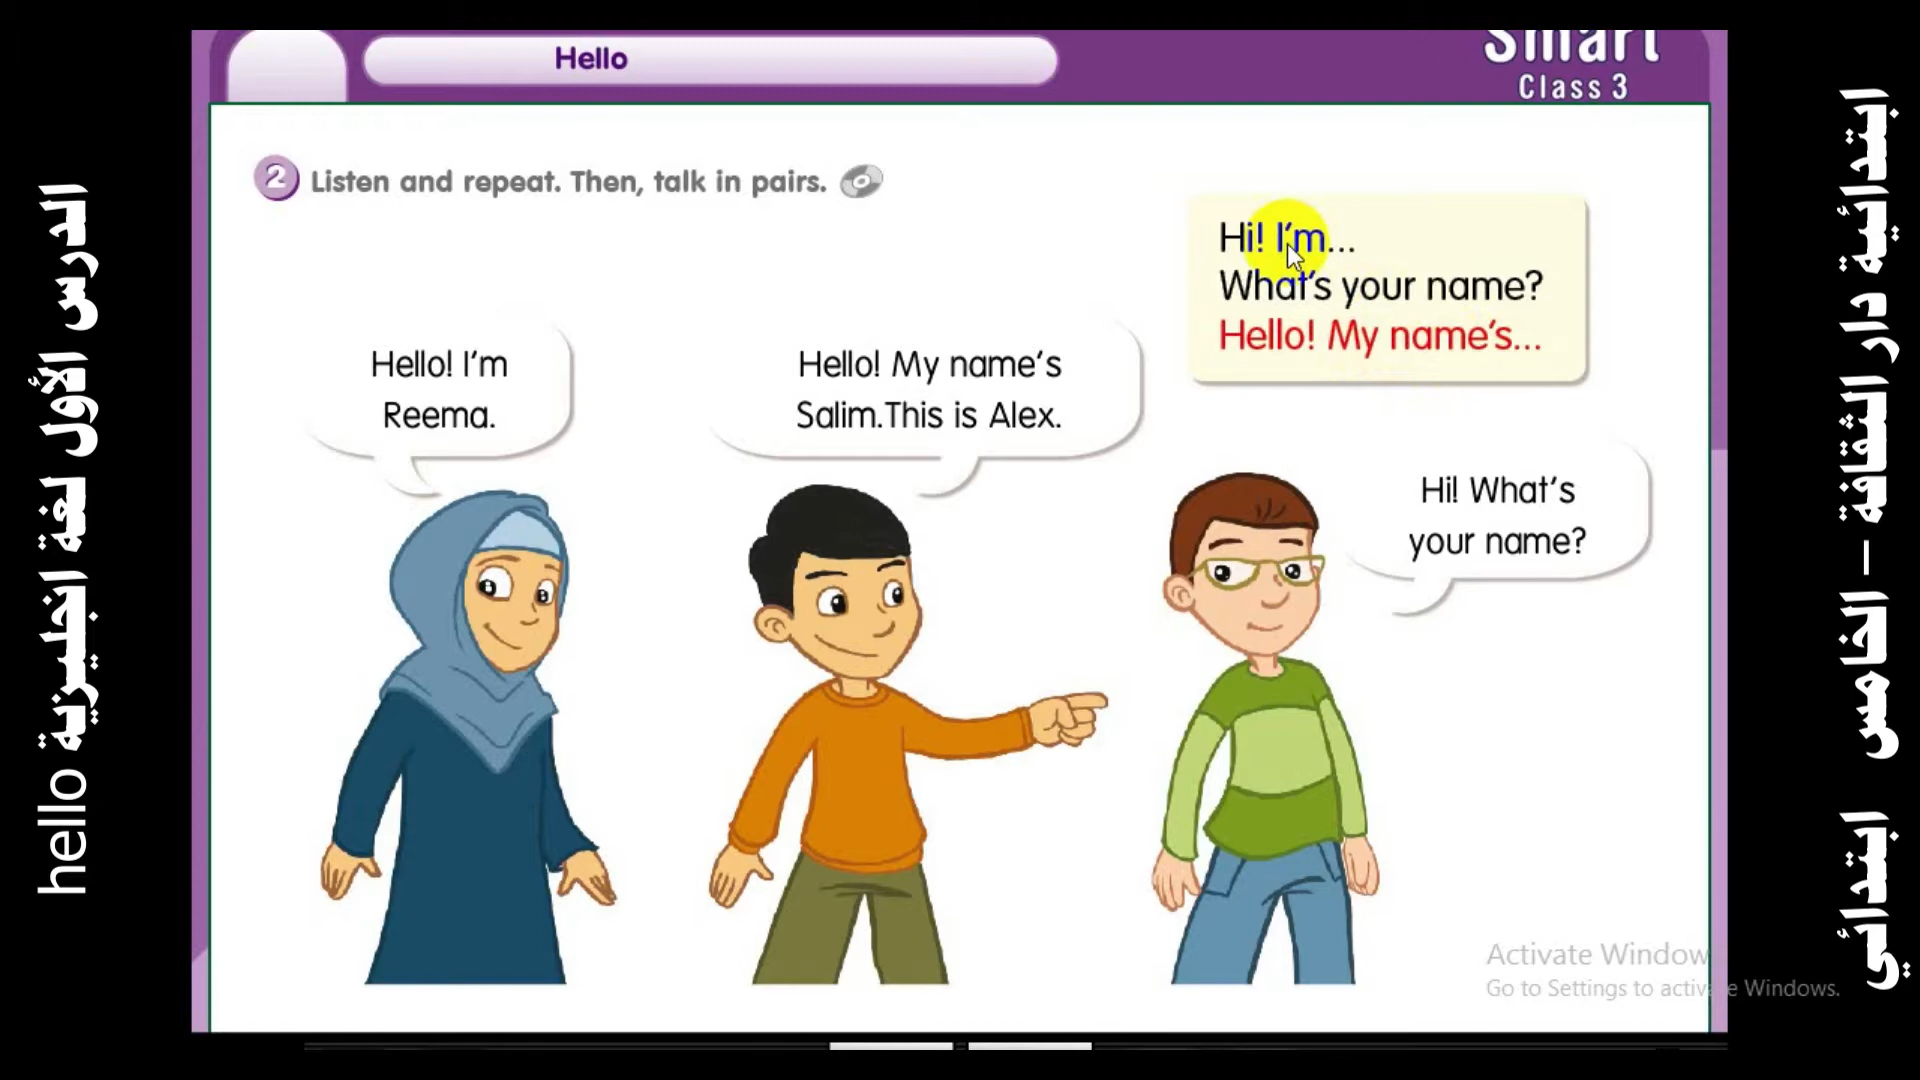 Hello
Smart
Class 3
2 Listen and repeat. Then, talk in pairs.
Hi! I'm...
What's your name?
Hello! My name's...
Hello! I'm
Reema.
Hello! My name's
Salim.This is Alex.
Hi! What's
your name?
Activate Window
Go to Settings to activate Windows.
الدرس الأول لغة انجليزية hello
ابتدائية دار الثقافة – الخامس ابتدائي